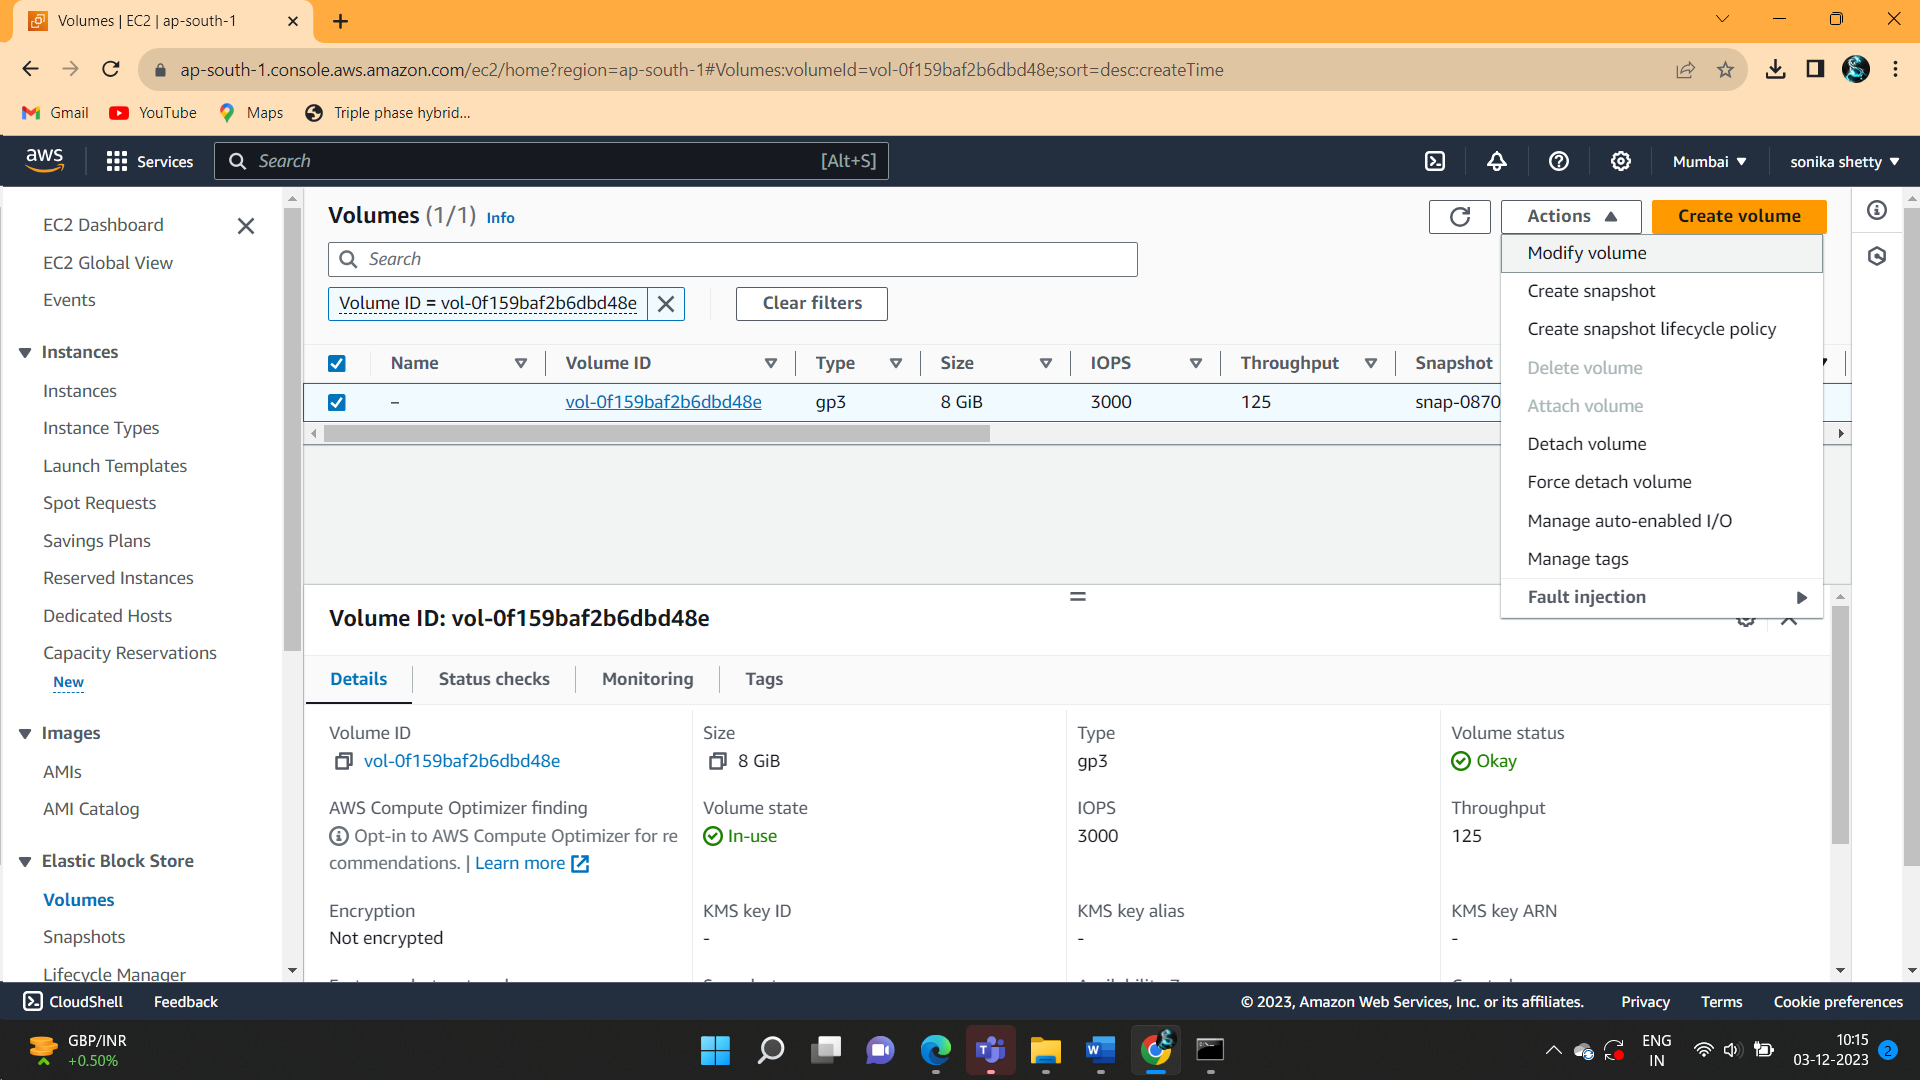 Volumes | EC2 | ap-south-1
ap-south-1.console.aws.amazon.com/ec2/home?region=ap-south-1#Volumes:volumeId=vol-0f159baf2b6dbd48e;sort=desc:createTime
Gmail YouTube Maps Triple phase hybrid...
aws Services Search [Alt+S] Mumbai sonika shetty
EC2 Dashboard
EC2 Global View
Events
Instances
Instances
Instance Types
Launch Templates
Spot Requests
Savings Plans
Reserved Instances
Dedicated Hosts
Capacity Reservations
New
Images
AMIs
AMI Catalog
Elastic Block Store
Volumes
Snapshots
Lifecycle Manager
Volumes (1/1) Info
Actions
Create volume
Search
Volume ID = vol-0f159baf2b6dbd48e
Clear filters
Name Volume ID Type Size IOPS Throughput Snapshot
– vol-0f159baf2b6dbd48e gp3 8 GiB 3000 125 snap-0870
Modify volume
Create snapshot
Create snapshot lifecycle policy
Delete volume
Attach volume
Detach volume
Force detach volume
Manage auto-enabled I/O
Manage tags
Fault injection
Volume ID: vol-0f159baf2b6dbd48e
Details Status checks Monitoring Tags
Volume ID
vol-0f159baf2b6dbd48e
Size
8 GiB
Type
gp3
Volume status
Okay
AWS Compute Optimizer finding
Opt-in to AWS Compute Optimizer for re
commendations. | Learn more
Volume state
In-use
IOPS
3000
Throughput
125
Encryption
Not encrypted
KMS key ID
-
KMS key alias
-
KMS key ARN
-
CloudShell Feedback © 2023, Amazon Web Services, Inc. or its affiliates. Privacy Terms Cookie preferences
GBP/INR
+0.50%
ENG
IN
10:15
03-12-2023
2